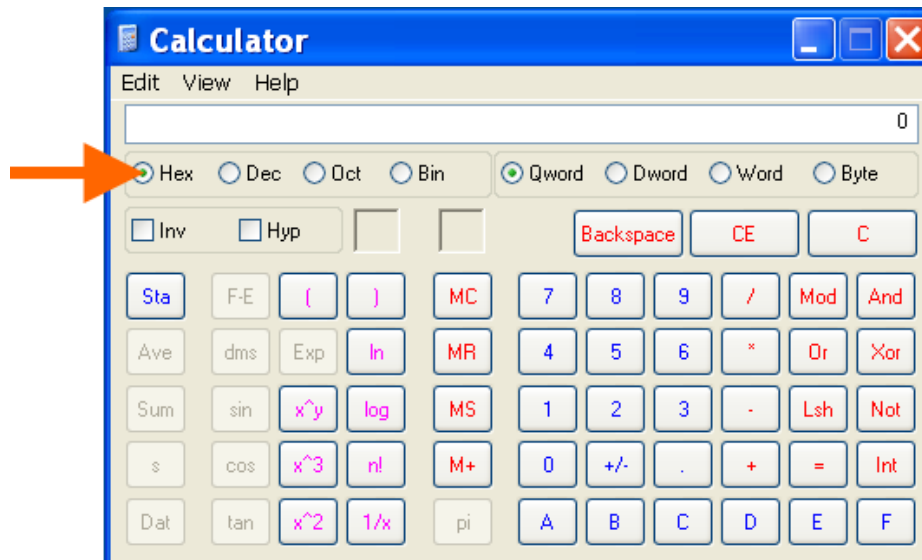 Calculator
Edit View Help
0
Hex Dec Oct Bin Qword Dword Word Byte
Inv Hyp Backspace CE C
Sta F-E ( ) MC 7 8 9 / Mod And
Ave dms Exp ln MR 4 5 6 * Or Xor
Sum sin x^y log MS 1 2 3 - Lsh Not
s cos x^3 n! M+ 0 +/- . + = Int
Dat tan x^2 1/x pi A B C D E F